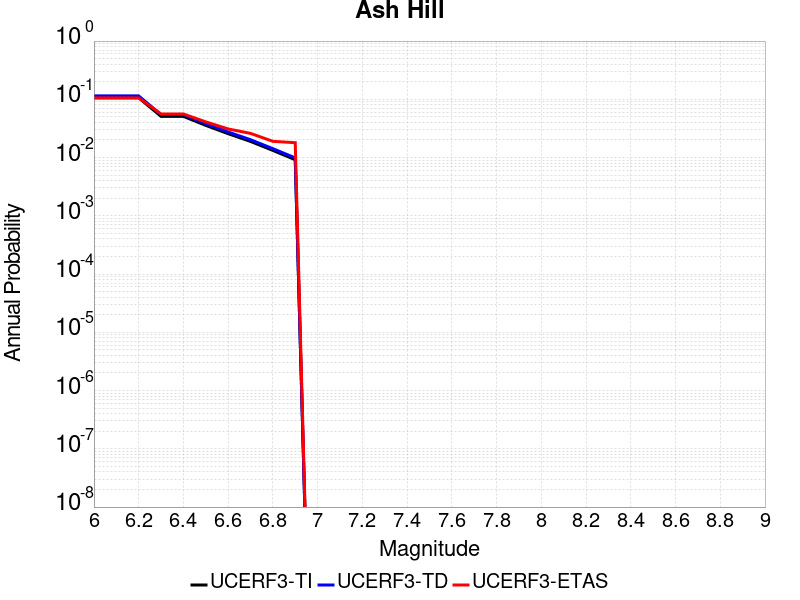 Ash Hill
10^0
10^-1
10^-2
10^-3
10^-4
10^-5
10^-6
10^-7
10^-8
Annual Probability
6 6.2 6.4 6.6 6.8 7 7.2 7.4 7.6 7.8 8 8.2 8.4 8.6 8.8 9
Magnitude
UCERF3-TI UCERF3-TD UCERF3-ETAS